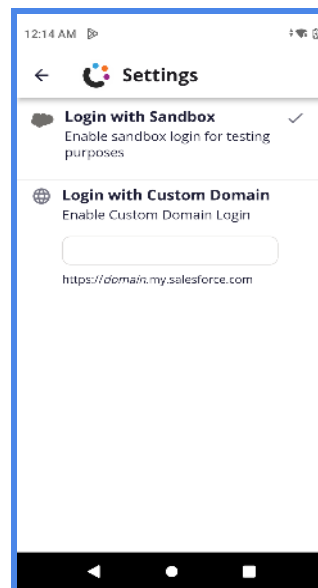 12:14 AM
Settings
Login with Sandbox
Enable sandbox login for testing
purposes
Login with Custom Domain
Enable Custom Domain Login
https://domain.my.salesforce.com